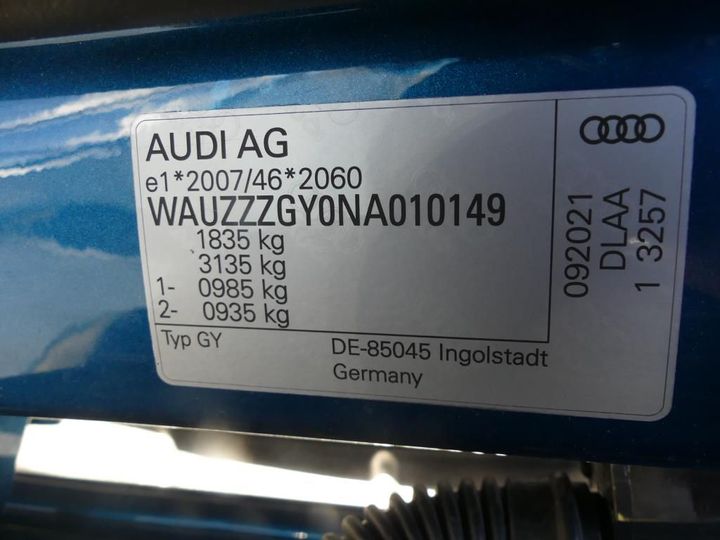 AUDI AG
e1*2007/46*2060
WAUZZZGY0NA010149
1835 kg
3135 kg
1- 0985 kg
2- 0935 kg
Typ GY
DE-85045 Ingolstadt
Germany
092021
DLAA
1 3257